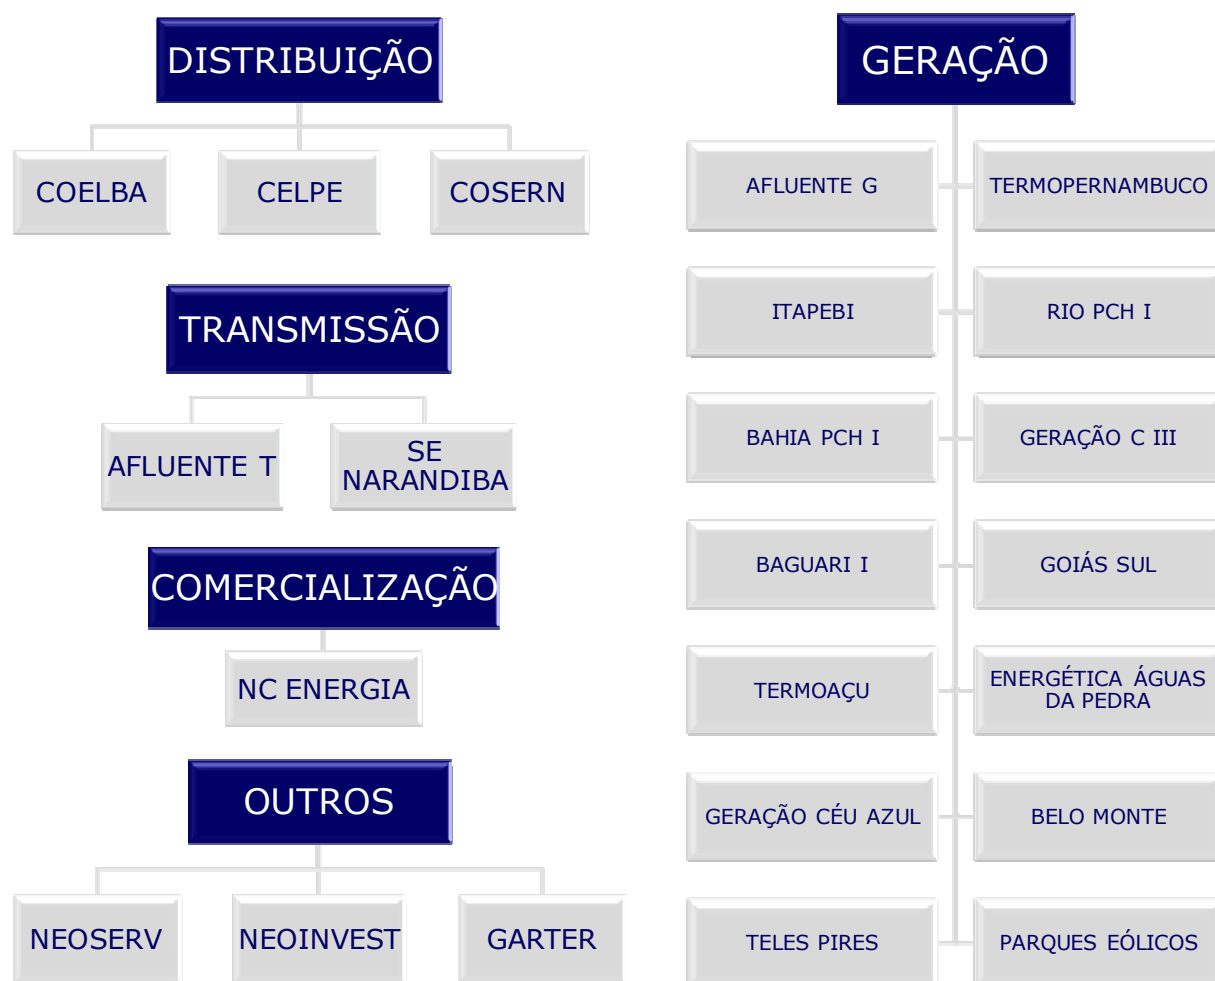 DISTRIBUIÇÃO
COELBA
CELPE
COSERN
TRANSMISSÃO
AFLUENTE T
SE
NARANDIBA
COMERCIALIZAÇÃO
NC ENERGIA
OUTROS
NEOSERV
NEOINVEST
GARTER
GERAÇÃO
AFLUENTE G
TERMOPERNAMBUCO
ITAPEBI
RIO PCH I
BAHIA PCH I
GERAÇÃO C III
BAGUARI I
GOIÁS SUL
TERMOAÇU
ENERGÉTICA ÁGUAS
DA PEDRA
GERAÇÃO CÉU AZUL
BELO MONTE
TELES PIRES
PARQUES EÓLICOS